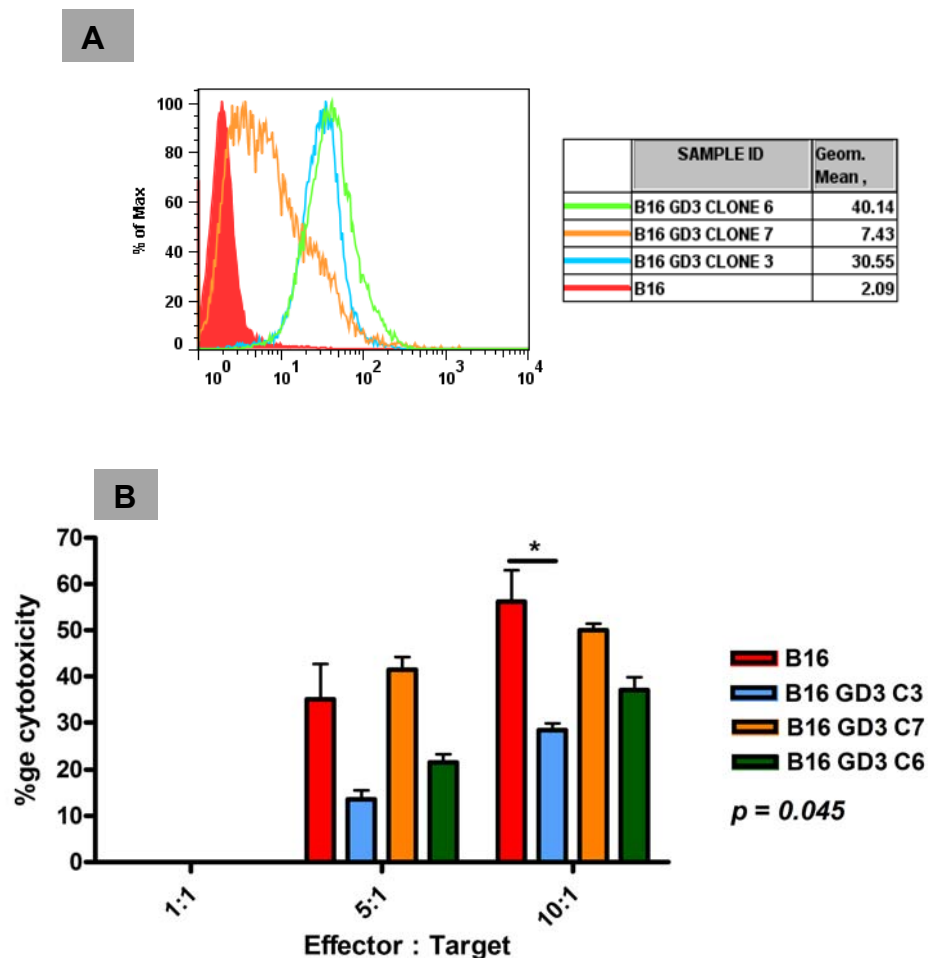 A
100
80
60
40
20
0
% of Max
10^0 10^1 10^2 10^3 10^4
SAMPLE ID Geom. Mean ,
B16 GD3 CLONE 6 40.14
B16 GD3 CLONE 7 7.43
B16 GD3 CLONE 3 30.55
B16 2.09
B
70
60
50
40
30
20
10
0
%ge cytotoxicity
*
1:1 5:1 10:1
Effector : Target
B16
B16 GD3 C3
B16 GD3 C7
B16 GD3 C6
p = 0.045